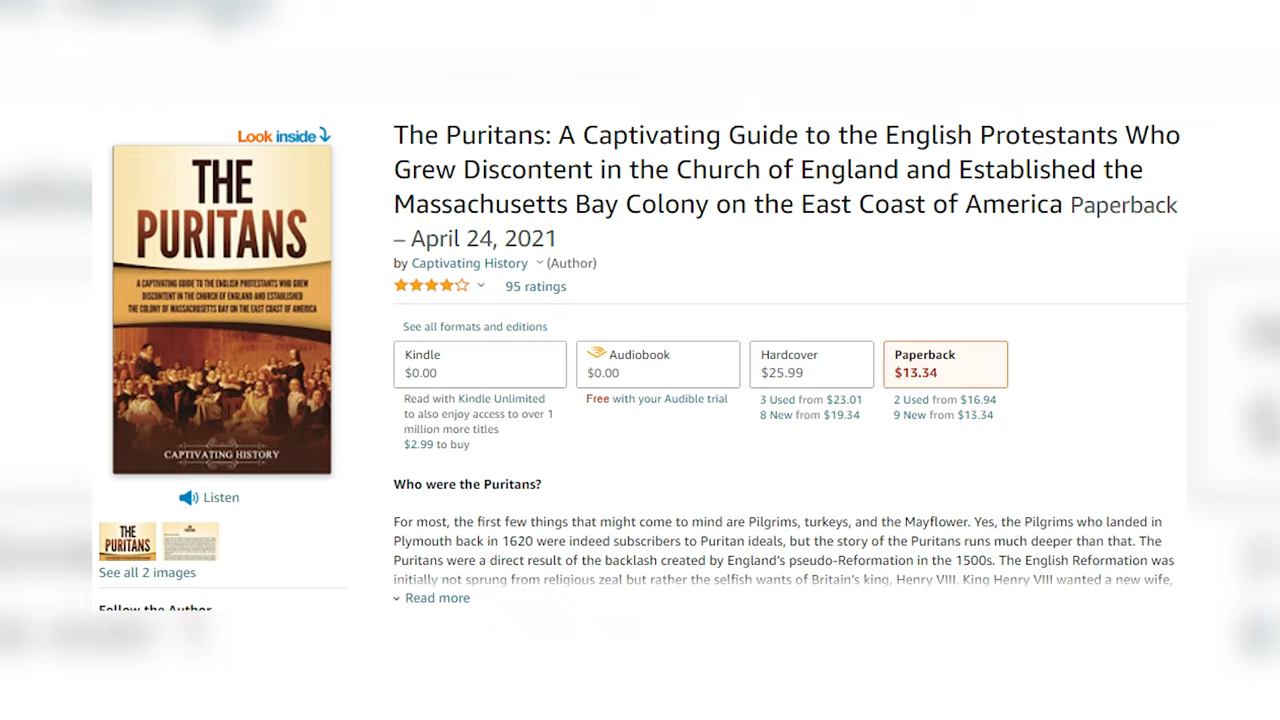 Look inside
THE
PURITANS
A CAPTIVATING GUIDE TO THE ENGLISH PROTESTANTS WHO GREW
DISCONTENT IN THE CHURCH OF ENGLAND AND ESTABLISHED
THE COLONY OF MASSACHUSETTS BAY ON THE EAST COAST OF AMERICA
CAPTIVATING HISTORY
Listen
THE
PURITANS
See all 2 images
Follow the Author
The Puritans: A Captivating Guide to the English Protestants Who
Grew Discontent in the Church of England and Established the
Massachusetts Bay Colony on the East Coast of America Paperback
– April 24, 2021
by Captivating History (Author)
95 ratings
See all formats and editions
Kindle
$0.00
Read with Kindle Unlimited
to also enjoy access to over 1
million more titles
$2.99 to buy
Audiobook
$0.00
Free with your Audible trial
Hardcover
$25.99
3 Used from $23.01
8 New from $19.34
Paperback
$13.34
2 Used from $16.94
9 New from $13.34
Who were the Puritans?
For most, the first few things that might come to mind are Pilgrims, turkeys, and the Mayflower. Yes, the Pilgrims who landed in
Plymouth back in 1620 were indeed subscribers to Puritan ideals, but the story of the Puritans runs much deeper than that. The
Puritans were a direct result of the backlash created by England's pseudo-Reformation in the 1500s. The English Reformation was
initially not sprung from religious zeal but rather the selfish wants of Britain's king, Henry VIII. King Henry VIII wanted a new wife,
Read more